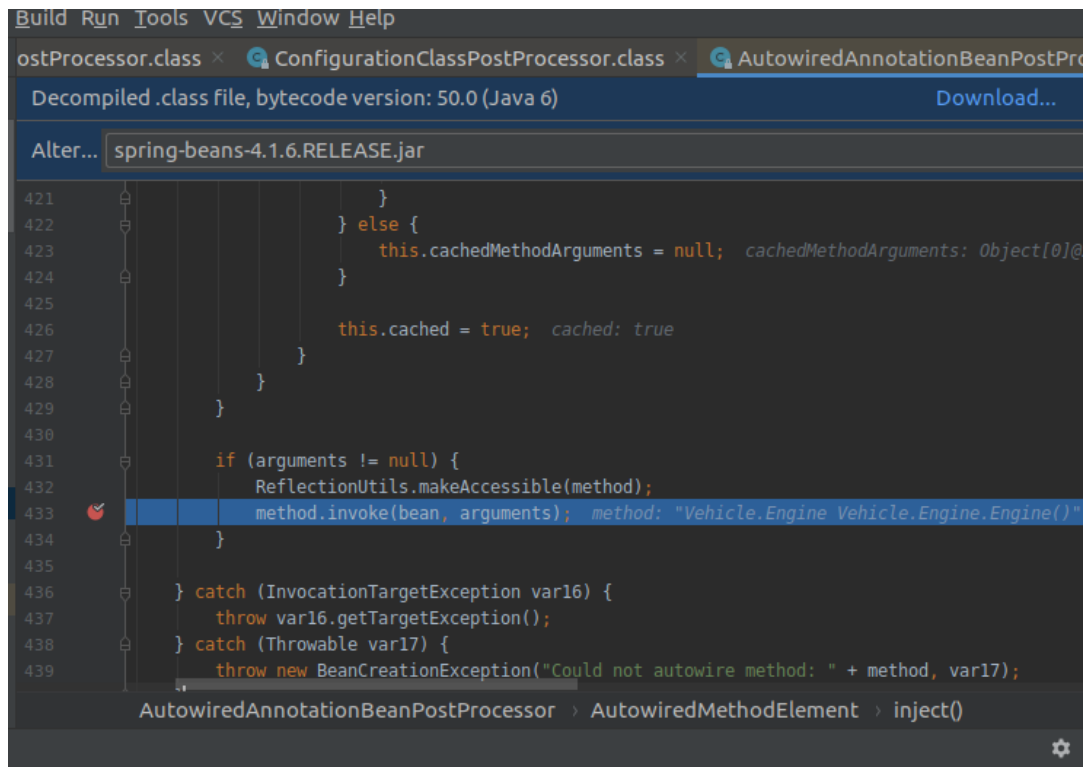 Build Run Tools VCS Window Help
ostProcessor.class × ConfigurationClassPostProcessor.class × AutowiredAnnotationBeanPostPro
Decompiled .class file, bytecode version: 50.0 (Java 6) Download...
Alter... spring-beans-4.1.6.RELEASE.jar
421 }
422 } else {
423 this.cachedMethodArguments = null; cachedMethodArguments: Object[0]@
424 }
425
426 this.cached = true; cached: true
427 }
428 }
429 }
430
431 if (arguments != null) {
432 ReflectionUtils.makeAccessible(method);
433 method.invoke(bean, arguments); method: "Vehicle.Engine Vehicle.Engine.Engine()"
434 }
435
436 } catch (InvocationTargetException var16) {
437 throw var16.getTargetException();
438 } catch (Throwable var17) {
439 throw new BeanCreationException("Could not autowire method: " + method, var17);
AutowiredAnnotationBeanPostProcessor › AutowiredMethodElement › inject()